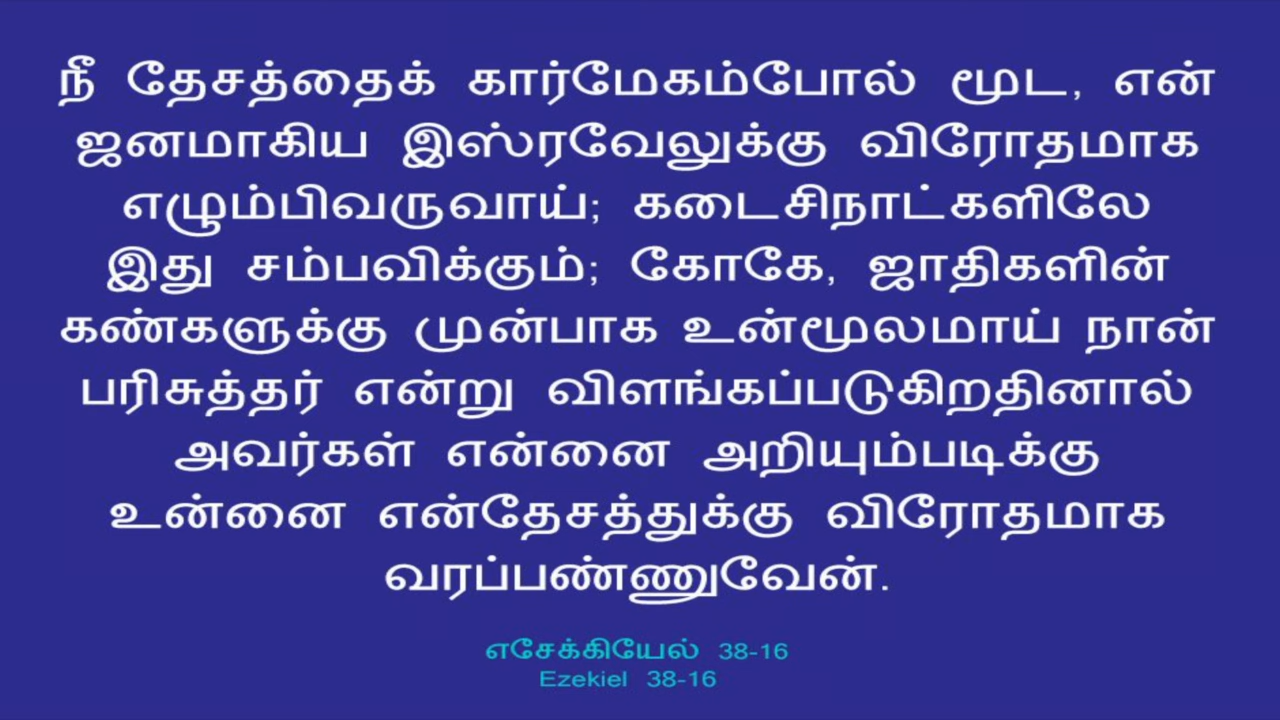 நீ தேசத்தைக் கார்மேகம்போல் மூட, என்
ஜனமாகிய இஸ்ரவேலுக்கு விரோதமாக
எழும்பிவருவாய்; கடைசிநாட்களிலே
இது சம்பவிக்கும்; கோகே, ஜாதிகளின்
கண்களுக்கு முன்பாக உன்மூலமாய் நான்
பரிசுத்தர் என்று விளங்கப்படுகிறதினால்
அவர்கள் என்னை அறியும்படிக்கு
உன்னை என்தேசத்துக்கு விரோதமாக
வரப்பண்ணுவேன்.
எசேக்கியேல் 38-16
Ezekiel 38-16